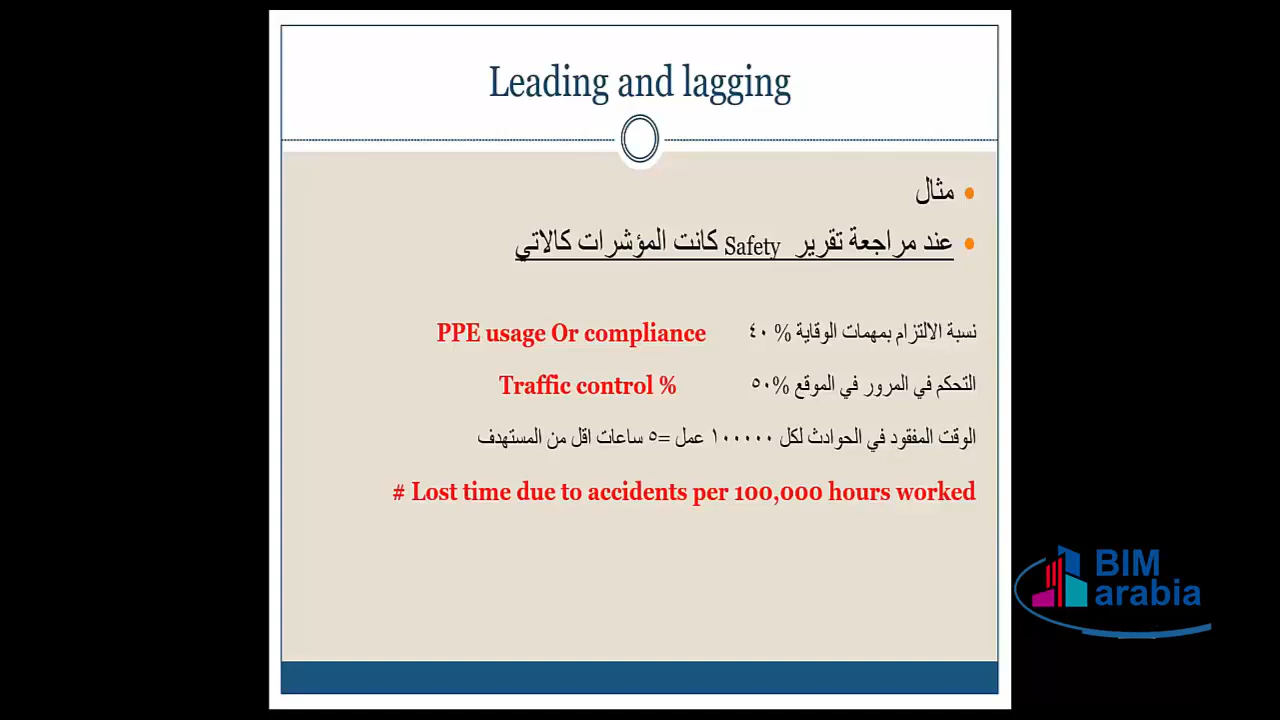 Leading and lagging
مثال
عند مراجعة تقرير Safety كانت المؤشرات كالاتي
نسبة الالتزام بمهمات الوقاية % ٤٠ PPE usage Or compliance
التحكم في المرور في الموقع %٥٠ Traffic control %
الوقت المفقود في الحوادث لكل ١٠٠٠٠٠ عمل =٥ ساعات اقل من المستهدف
# Lost time due to accidents per 100,000 hours worked
BIM
arabia